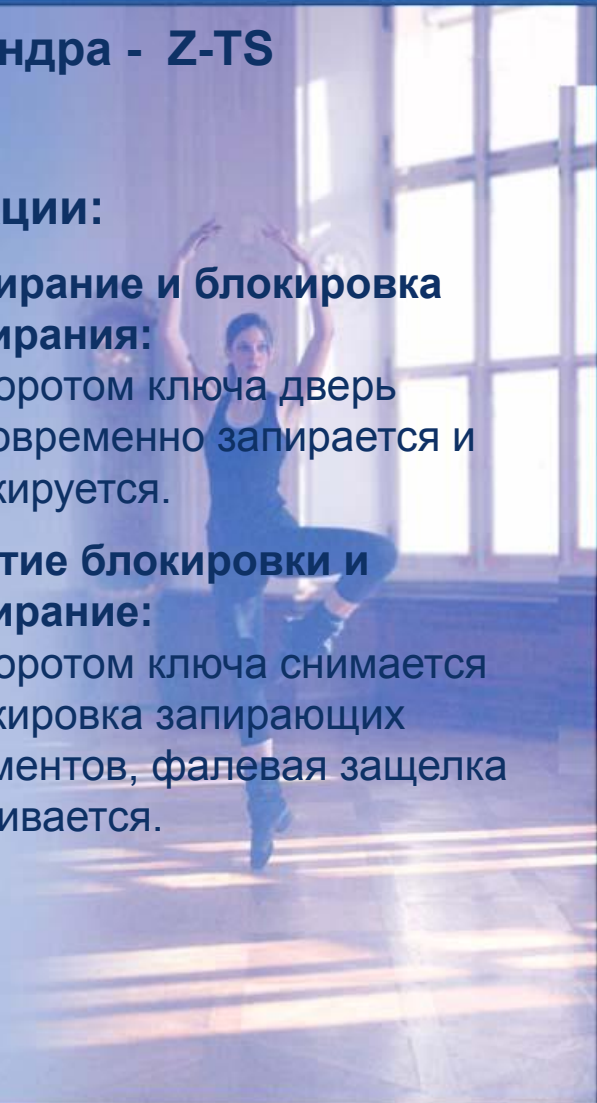 ндра - Z-TS
ции:
ирание и блокировка
ирания:
оротом ключа дверь
овременно запирается и
кируется.
тие блокировки и
ирание:
оротом ключа снимается
кировка запирающих
ментов, фалевая защелка
ивается.